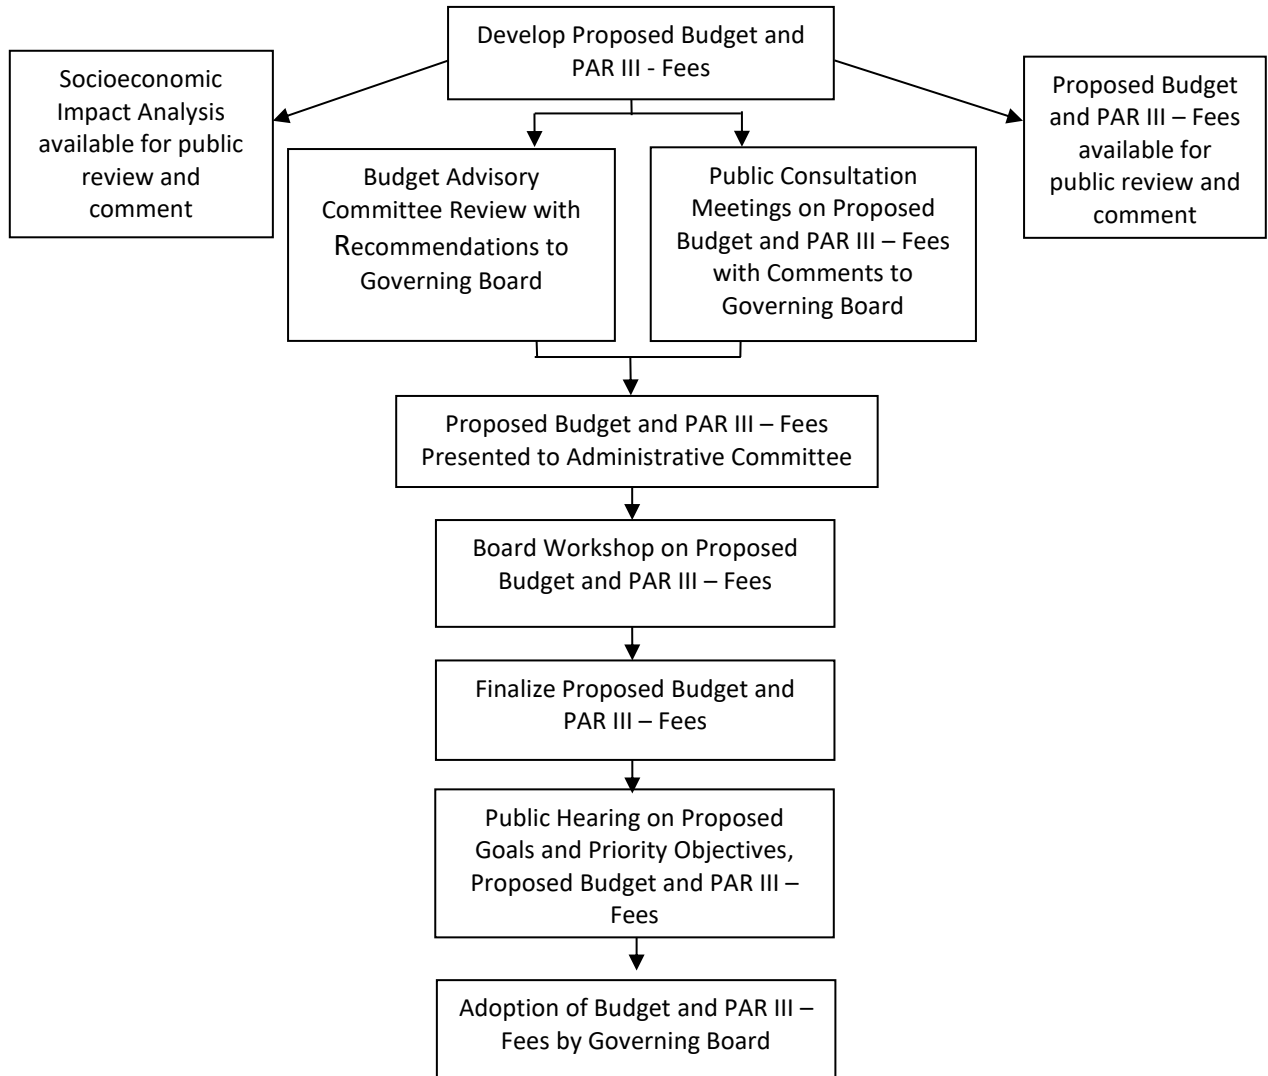 Develop Proposed Budget and
PAR III - Fees
Socioeconomic
Impact Analysis
available for public
review and
comment
Proposed Budget
and PAR III – Fees
available for
public review and
comment
Budget Advisory
Committee Review with
Recommendations to
Governing Board
Public Consultation
Meetings on Proposed
Budget and PAR III – Fees
with Comments to
Governing Board
Proposed Budget and PAR III – Fees
Presented to Administrative Committee
Board Workshop on Proposed
Budget and PAR III – Fees
Finalize Proposed Budget and
PAR III – Fees
Public Hearing on Proposed
Goals and Priority Objectives,
Proposed Budget and PAR III –
Fees
Adoption of Budget and PAR III –
Fees by Governing Board